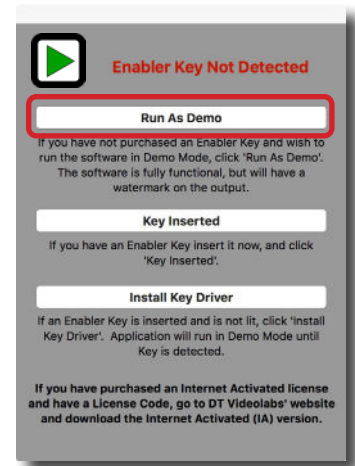 Enabler Key Not Detected
Run As Demo
If you have not purchased an Enabler Key and wish to
run the software in Demo Mode, click 'Run As Demo'.
The software is fully functional, but will have a
watermark on the output.
Key Inserted
If you have an Enabler Key insert it now, and click
'Key Inserted'.
Install Key Driver
If an Enabler Key is inserted and is not lit, click 'Install
Key Driver'.  Application will run in Demo Mode until
Key is detected.
If you have purchased an Internet Activated license
and have a License Code, go to DT Videolabs' website
and download the Internet Activated (IA) version.